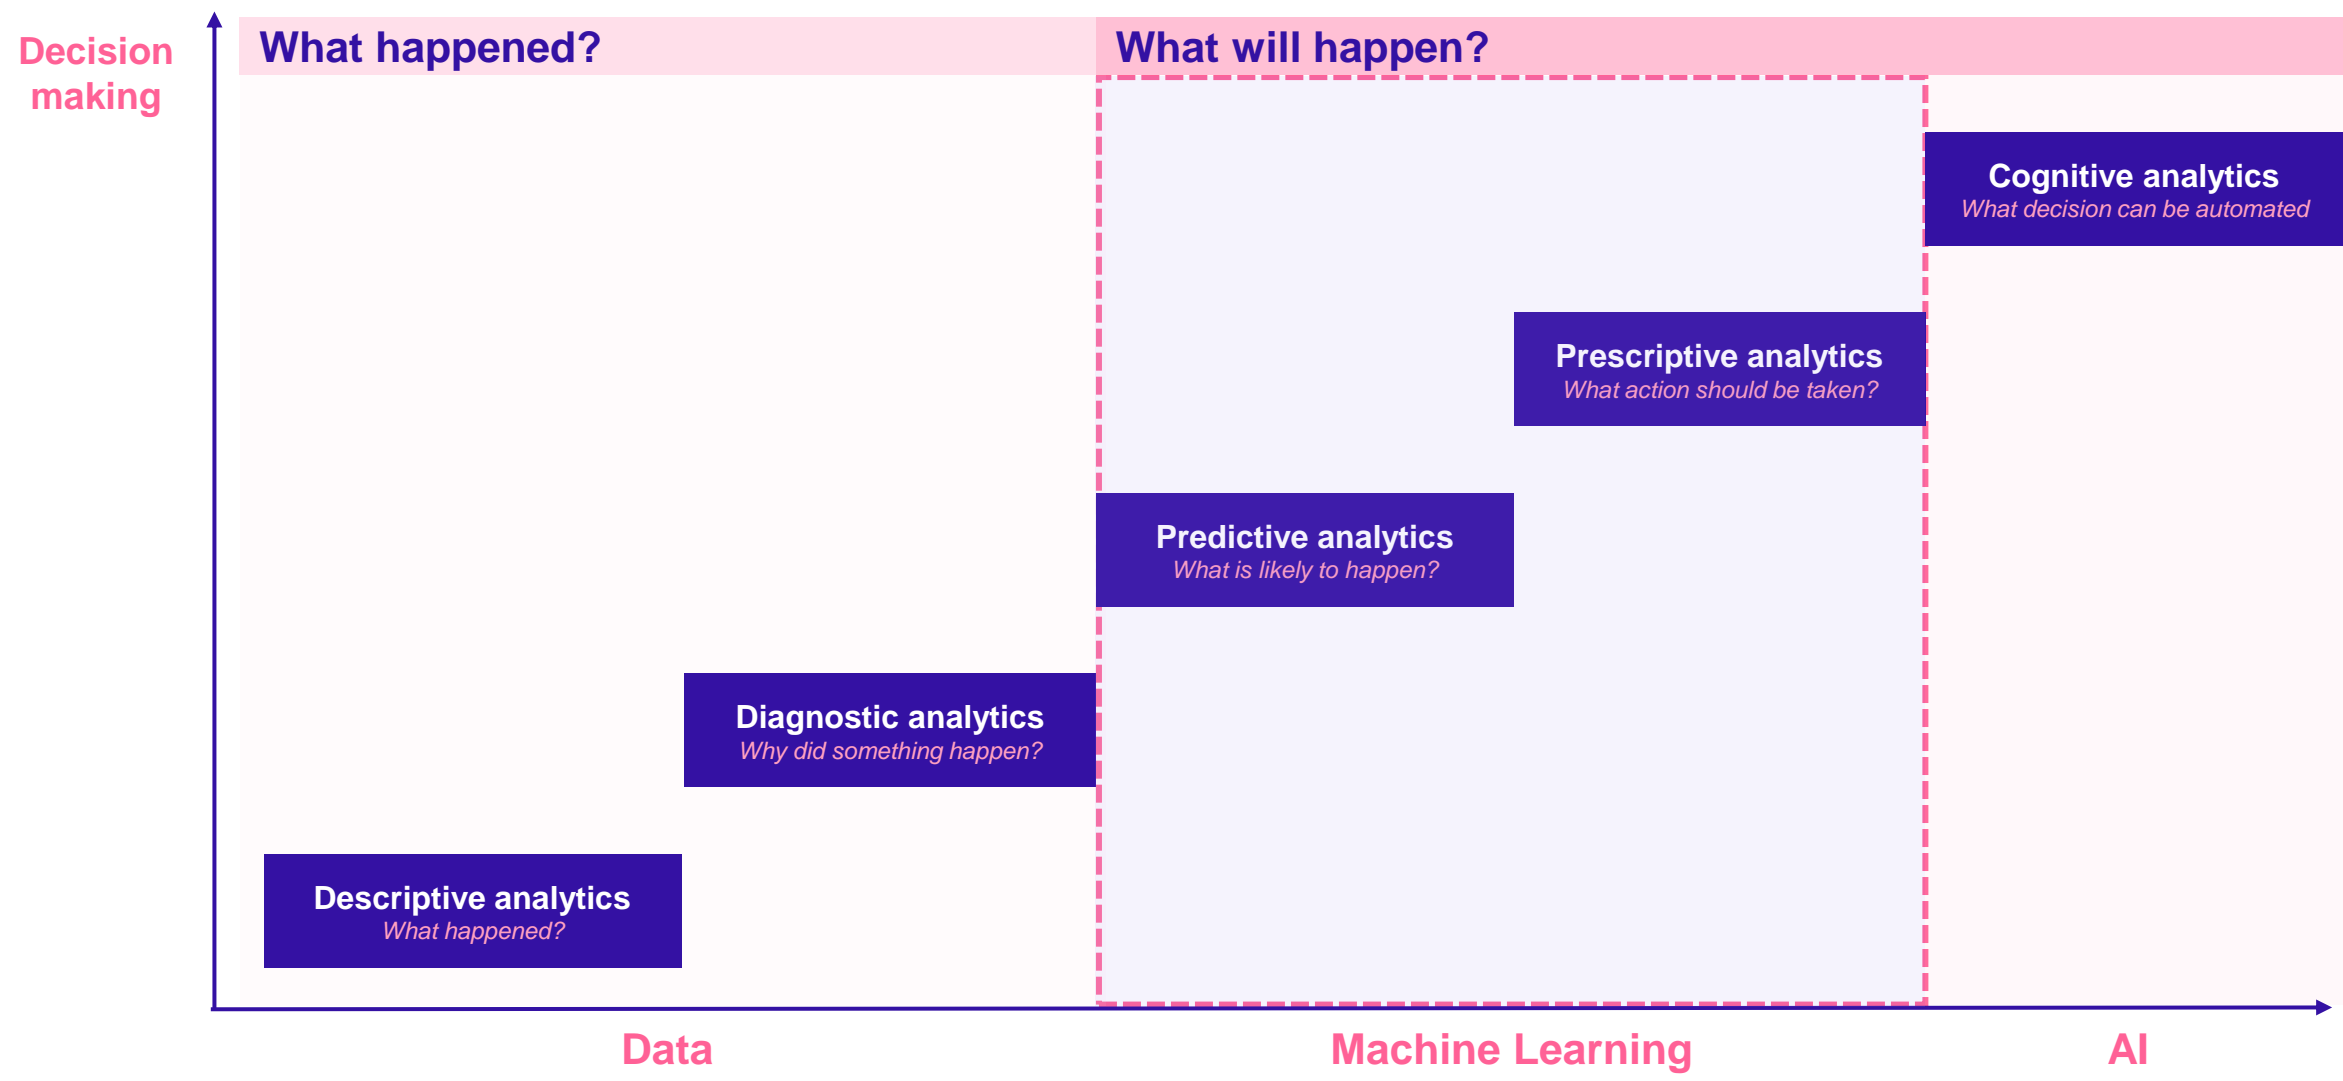 Decision
making
What happened?
What will happen?
Cognitive analytics
What decision can be automated
Prescriptive analytics
What action should be taken?
Predictive analytics
What is likely to happen?
Diagnostic analytics
Why did something happen?
Descriptive analytics
What happened?
Data
Machine Learning
AI